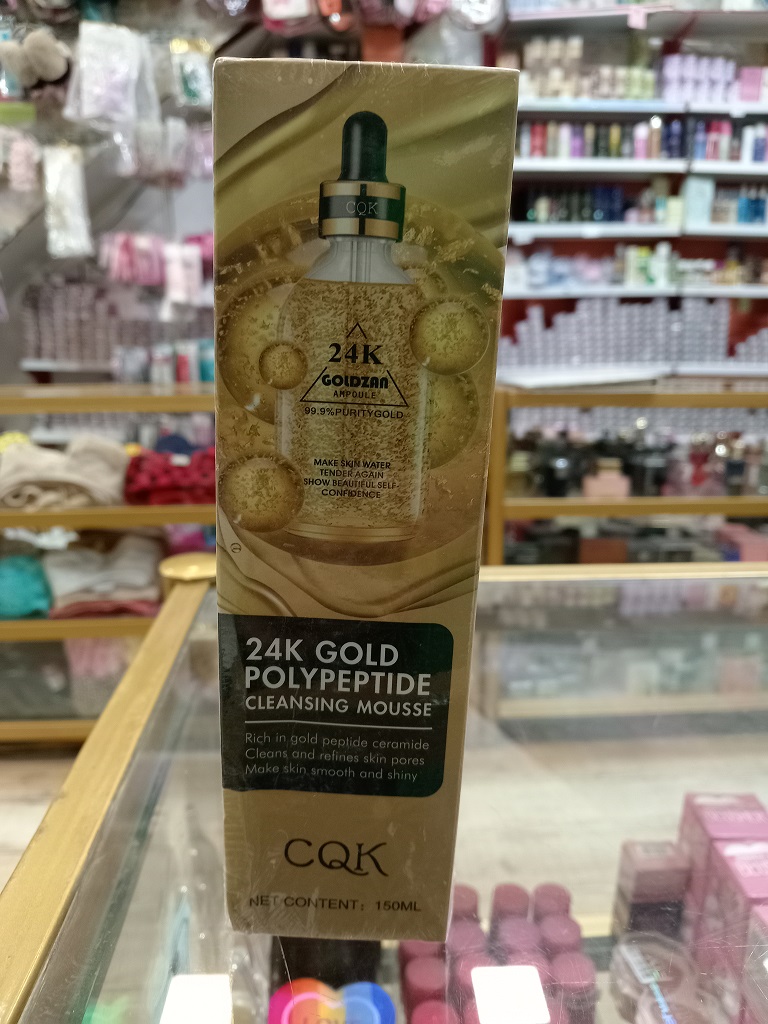 CQK
24K
GOLDZAN
AMPOULE
99.9%PURITYGOLD
MAKE SKIN WATER
TENDER AGAIN
SHOW BEAUTIFUL SELF-
CONFIDENCE
24K GOLD
POLYPEPTIDE
CLEANSING MOUSSE
Rich in gold peptide ceramide
Cleans and refines skin pores
Make skin smooth and shiny
CQK
NET CONTENT: 150ML
LOVE